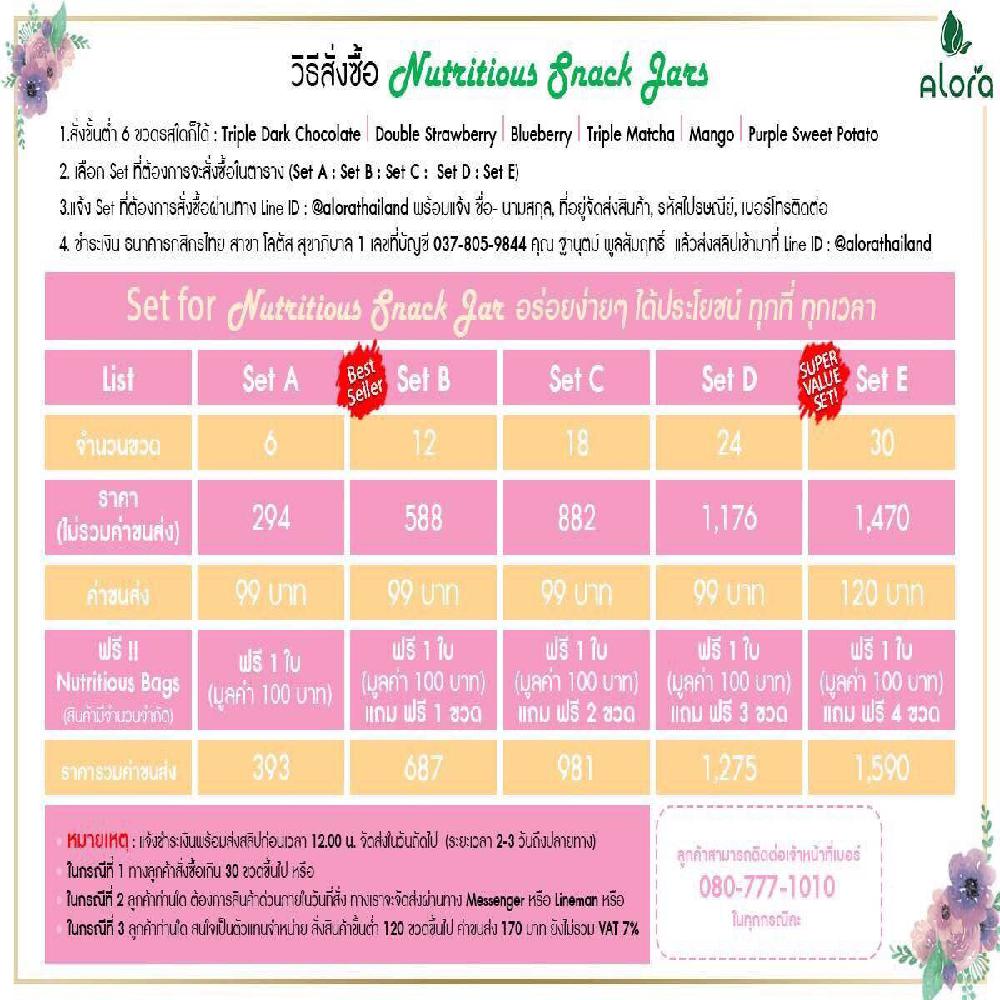 วิธีสั่งซื้อ Nutritious Snack Jars
alora
1.สั่งขั้นต่ำ 6 ขวดรสใดก็ได้ : Triple Dark Chocolate | Double Strawberry | Blueberry | Triple Matcha | Mango | Purple Sweet Potato
2. เลือก Set ที่ต้องการจะสั่งซื้อในตาราง (Set A : Set B : Set C : Set D : Set E)
3.แจ้ง Set ที่ต้องการสั่งซื้อผ่านทาง Line ID : @alorathailand พร้อมแจ้ง ชื่อ- นามสกุล, ที่อยู่จัดส่งสินค้า, รหัสไปรษณีย์, เบอร์โทรติดต่อ
4. ชำระเงิน ธนาคารกสิกรไทย สาขา โลตัส สุขาภิบาล 1 เลขที่บัญชี 037-805-9844 คุณ ฐานุตม์ พูลสัมฤทธิ์ แล้วส่งสลิปเข้ามาที่ Line ID : @alorathailand
Set for Nutritious Snack Jar อร่อยง่ายๆ ได้ประโยชน์ ทุกที่ ทุกเวลา
List Set A Best Seller Set B Set C Set D SUPER VALUE SET! Set E
จำนวนขวด 6 12 18 24 30
ราคา
(ไม่รวมค่าขนส่ง) 294 588 882 1,176 1,470
ค่าขนส่ง 99 บาท 99 บาท 99 บาท 99 บาท 120 บาท
ฟรี !! ฟรี 1 ใบ ฟรี 1 ใบ ฟรี 1 ใบ ฟรี 1 ใบ ฟรี 1 ใบ
Nutritious Bags (มูลค่า 100 บาท) (มูลค่า 100 บาท) (มูลค่า 100 บาท) (มูลค่า 100 บาท) (มูลค่า 100 บาท)
(สินค้ามีจำนวนจำกัด) แถม ฟรี 1 ขวด แถม ฟรี 2 ขวด แถม ฟรี 3 ขวด แถม ฟรี 4 ขวด
ราคารวมค่าขนส่ง 393 687 981 1,275 1,590
• หมายเหตุ : แจ้งชำระเงินพร้อมส่งสลิปก่อนเวลา 12.00 น. จัดส่งในวันถัดไป (ระยะเวลา 2-3 วันถึงปลายทาง)
• ในกรณีที่ 1 ทางลูกค้าสั่งซื้อเกิน 30 ขวดขึ้นไป หรือ
• ในกรณีที่ 2 ลูกค้าท่านใด ต้องการสินค้าด่วนภายในวันที่สั่ง ทางเราจะจัดส่งผ่านทาง Messenger หรือ Lineman หรือ
• ในกรณีที่ 3 ลูกค้าท่านใด สนใจเป็นตัวแทนจำหน่าย สั่งสินค้าขั้นต่ำ 120 ขวดขึ้นไป ค่าขนส่ง 170 บาท ยังไม่รวม VAT 7%
ลูกค้าสามารถติดต่อเจ้าหน้าที่เบอร์
080-777-1010
ในทุกกรณีคะ